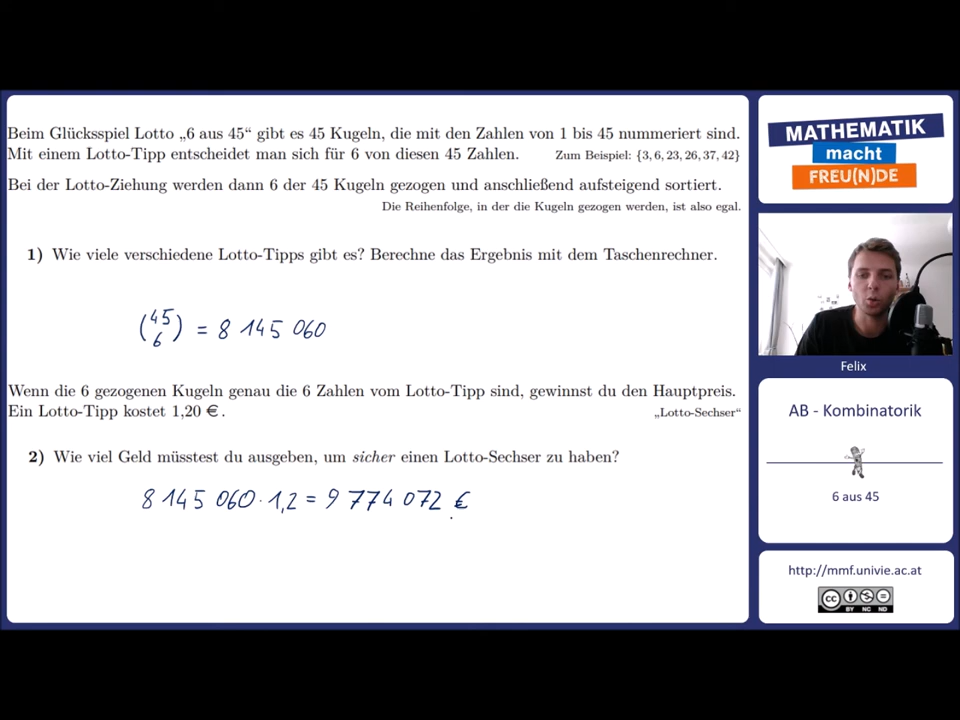 Beim Glücksspiel Lotto „6 aus 45“ gibt es 45 Kugeln, die mit den Zahlen von 1 bis 45 nummeriert sind.
Mit einem Lotto-Tipp entscheidet man sich für 6 von diesen 45 Zahlen. Zum Beispiel: {3, 6, 23, 26, 37, 42}
Bei der Lotto-Ziehung werden dann 6 der 45 Kugeln gezogen und anschließend aufsteigend sortiert.
Die Reihenfolge, in der die Kugeln gezogen werden, ist also egal.
1) Wie viele verschiedene Lotto-Tipps gibt es? Berechne das Ergebnis mit dem Taschenrechner.
(45
6) = 8 145 060
Wenn die 6 gezogenen Kugeln genau die 6 Zahlen vom Lotto-Tipp sind, gewinnst du den Hauptpreis.
Ein Lotto-Tipp kostet 1,20 €. „Lotto-Sechser“
2) Wie viel Geld müsstest du ausgeben, um sicher einen Lotto-Sechser zu haben?
8 145 060 · 1,2 = 9 774 072 €
MATHEMATIK
macht
FREU(N)DE
Felix
AB - Kombinatorik
6 aus 45
http://mmf.univie.ac.at
cc
BY NC ND